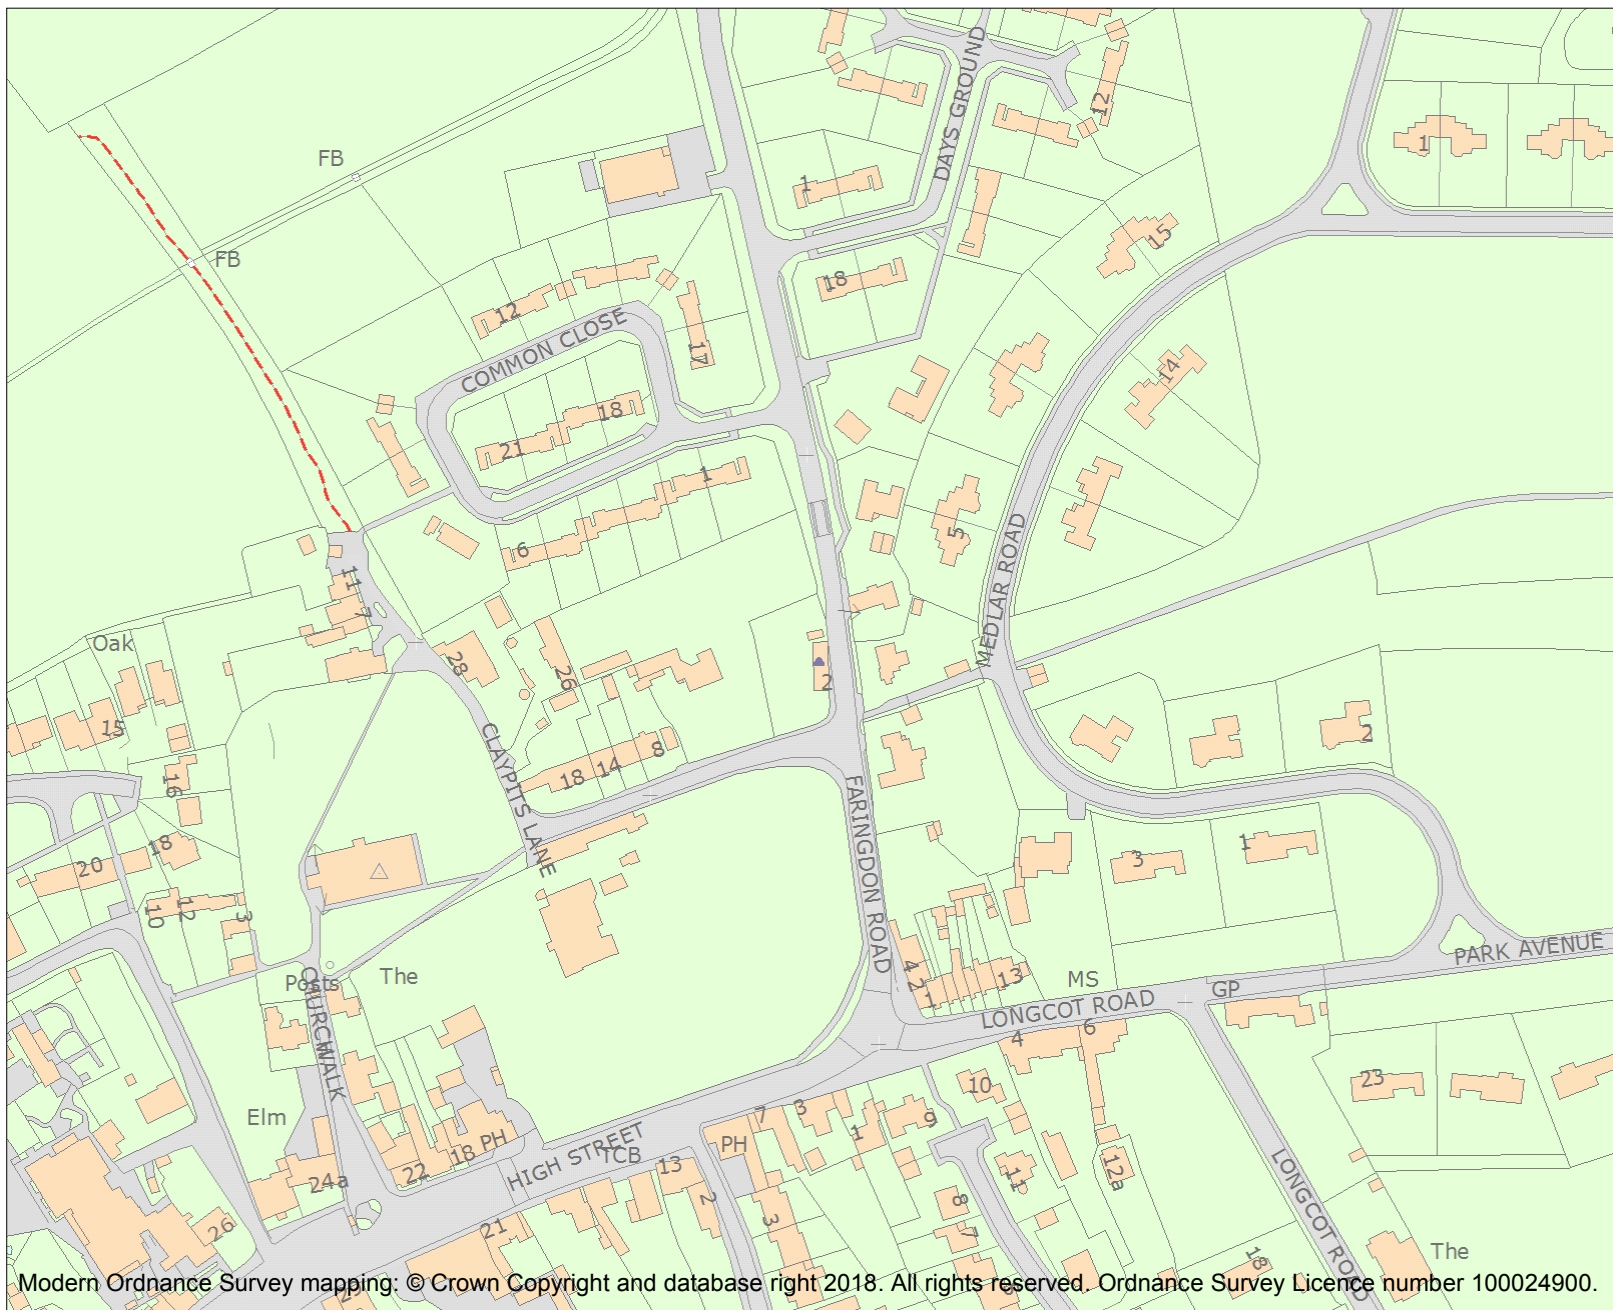 DAYS GROUND
12
1
FB
1
15
FB
18
12
COMMON CLOSE
17
14
18
21
1
5
6
MEDLAR ROAD
11
7
Oak
28
26
2
15
CLAYPITS LANE
8
14
18
2
16
FARINGDON ROAD
18
20
3
1
10
12
3
PARK AVENUE
4
2
1
13
MS
GP
The
Posts
CHURCH WALK
LONGCOT ROAD
4
6
23
10
Elm
7
3
1
9
PH
18
PH
HIGH STREET
TCB
13
22
24a
2
11
12a
LONGCOT ROAD
8
7
3
26
21
18
The
Modern Ordnance Survey mapping: © Crown Copyright and database right 2018. All rights reserved. Ordnance Survey Licence number 100024900.